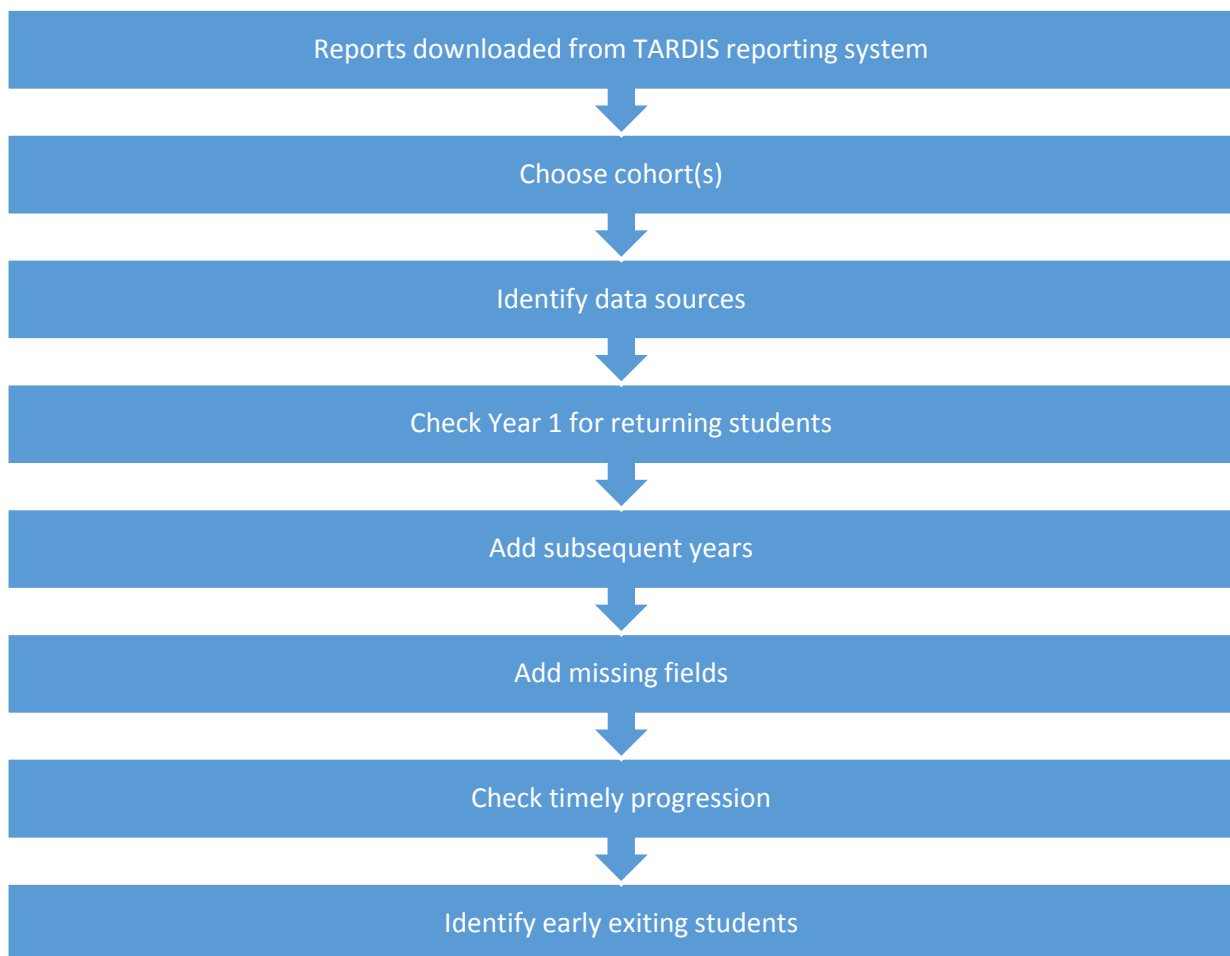 Reports downloaded from TARDIS reporting system
Choose cohort(s)
Identify data sources
Check Year 1 for returning students
Add subsequent years
Add missing fields
Check timely progression
Identify early exiting students